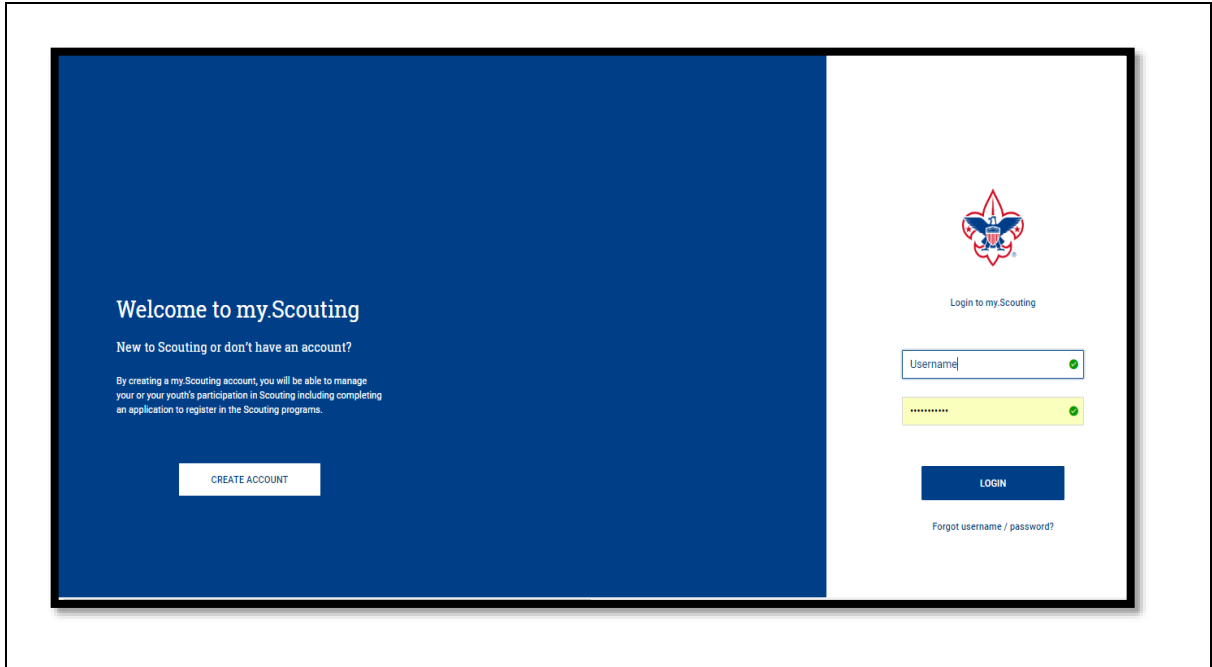 Welcome to my.Scouting
New to Scouting or don't have an account?
By creating a my.Scouting account, you will be able to manage
your or your youth's participation in Scouting including completing
an application to register in the Scouting programs.
CREATE ACCOUNT
®
Login to my.Scouting
Username
•••••••••••
LOGIN
Forgot username / password?